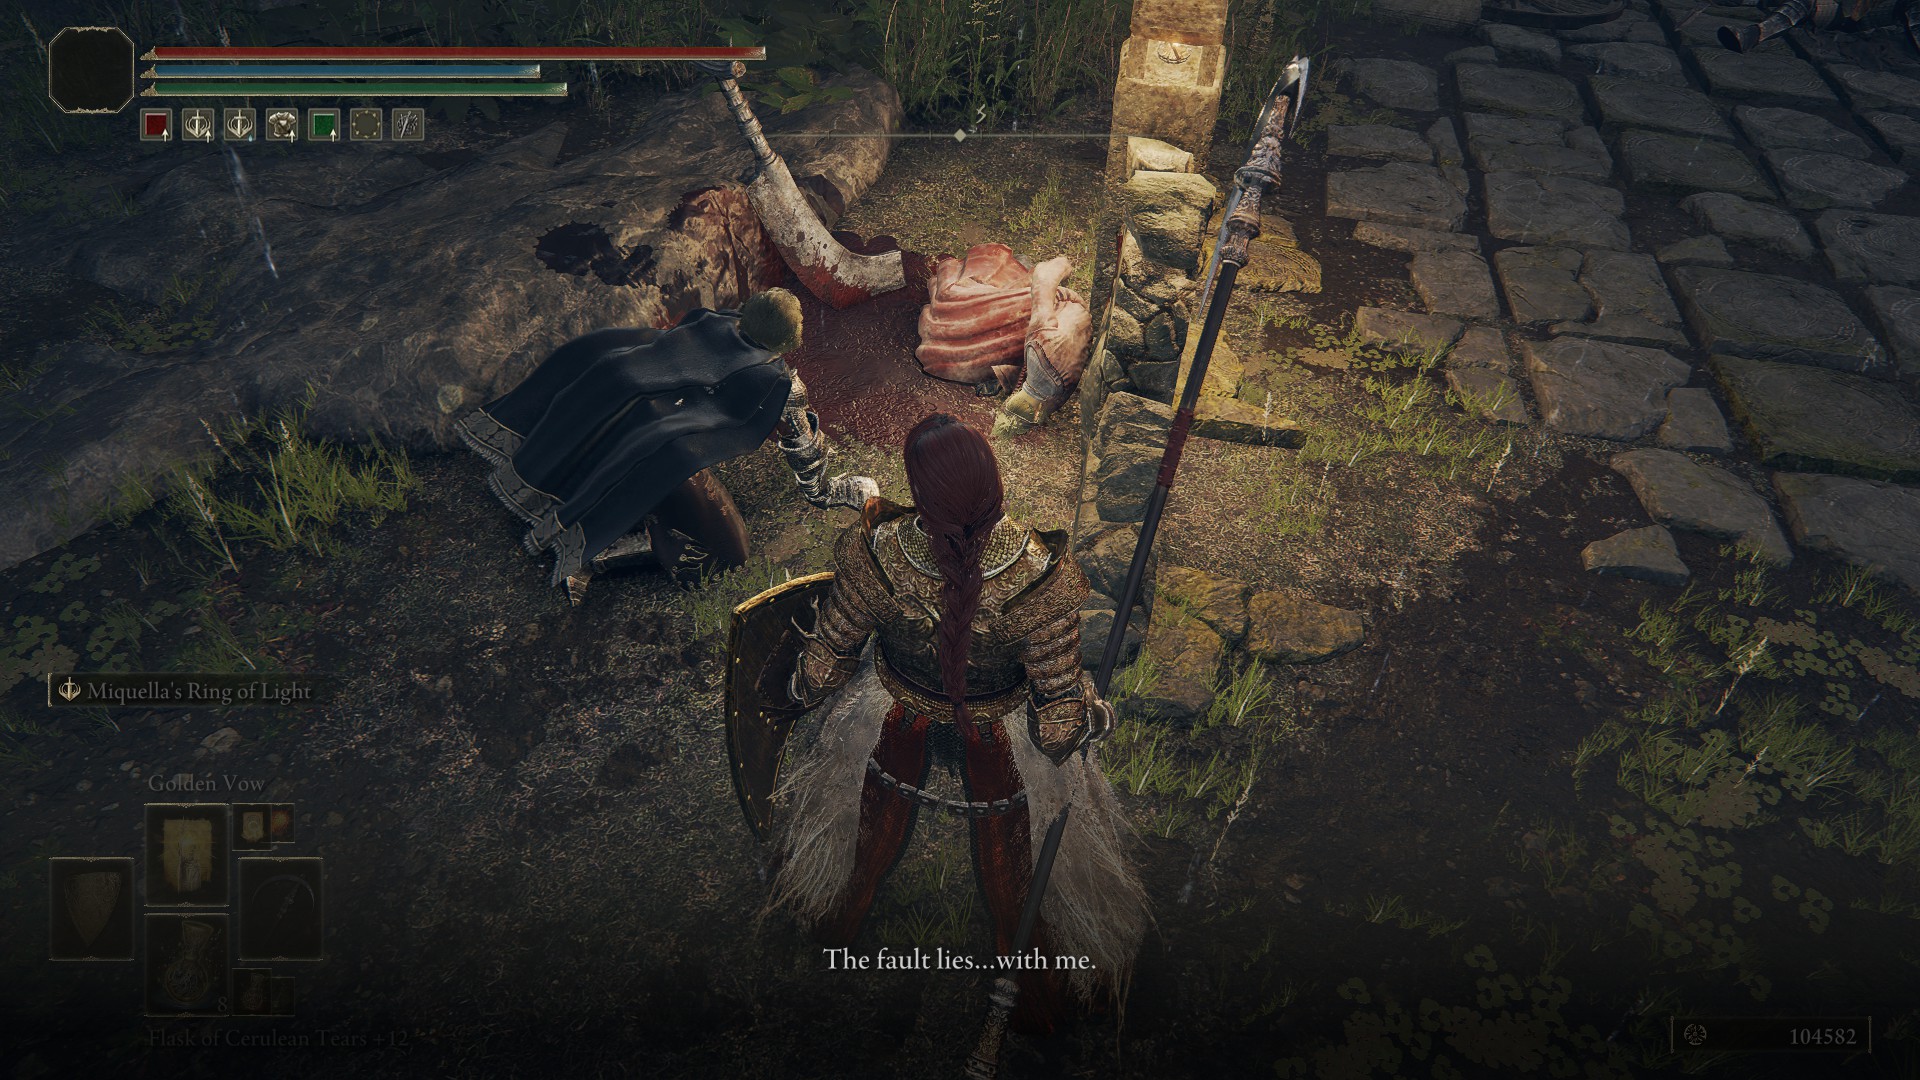 Miquella's Ring of Light
Golden Vow
8
Flask of Cerulean Tears +12
The fault lies...with me.
104582